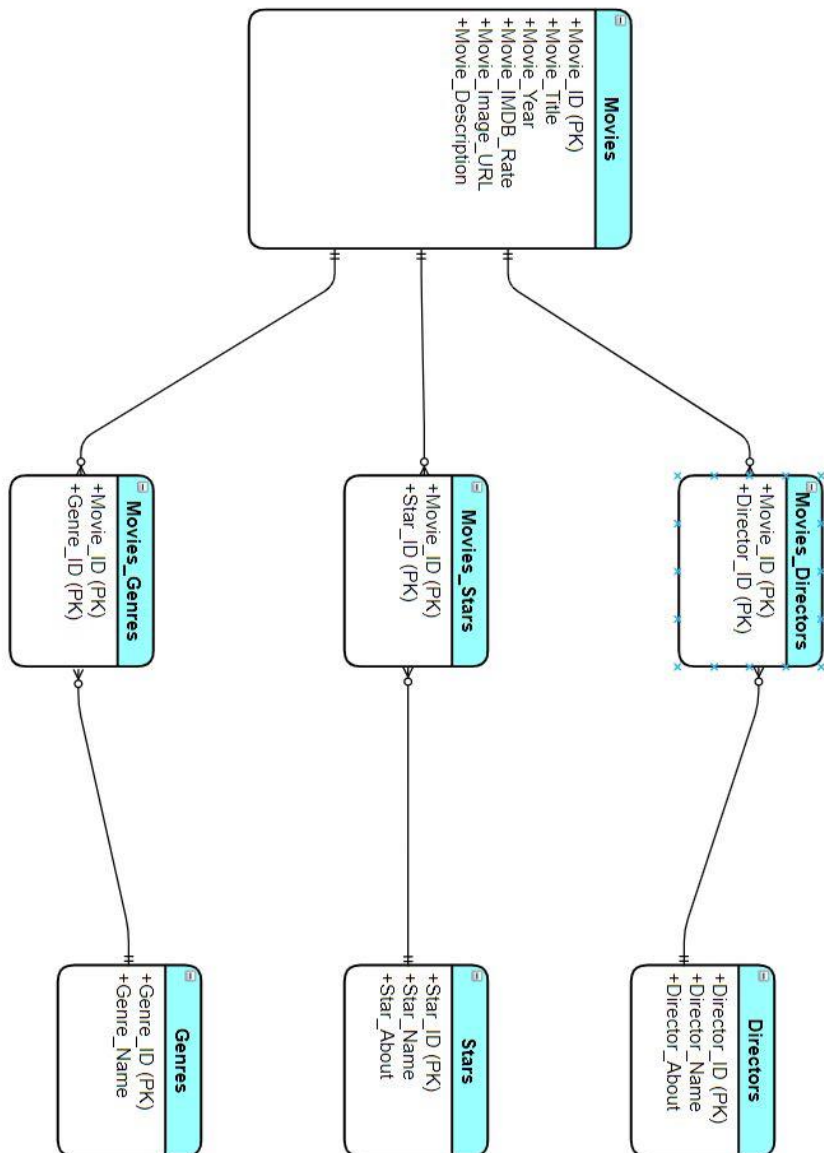 Movies
+Movie_ID (PK)
+Movie_Title
+Movie_Year
+Movie_IMDB_Rate
+Movie_Image_URL
+Movie_Description
Movies_Directors
+Movie_ID (PK)
+Director_ID (PK)
Movies_Stars
+Movie_ID (PK)
+Star_ID (PK)
Movies_Genres
+Movie_ID (PK)
+Genre_ID (PK)
Directors
+Director_ID (PK)
+Director_Name
+Director_About
Stars
+Star_ID (PK)
+Star_Name
+Star_About
Genres
+Genre_ID (PK)
+Genre_Name